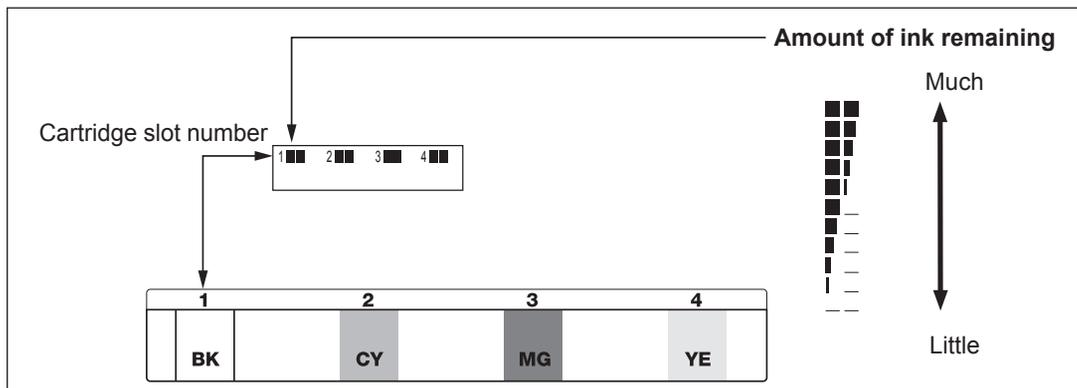 Amount of ink remaining
Much
Cartridge slot number
1 2 3 4
1 2 3 4
BK CY MG YE
Little